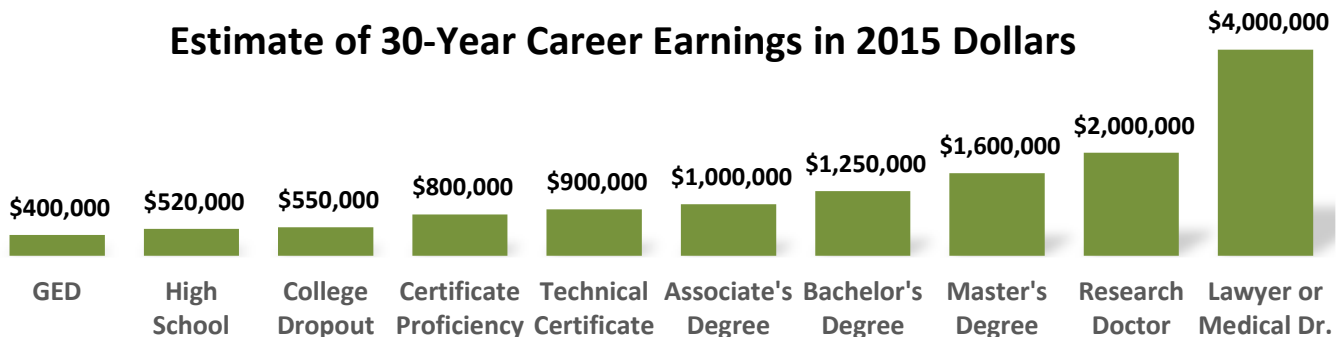 Estimate of 30-Year Career Earnings in 2015 Dollars
$400,000
$520,000
$550,000
$800,000
$900,000
$1,000,000
$1,250,000
$1,600,000
$2,000,000
$4,000,000
GED
High
School
College
Dropout
Certificate
Proficiency
Technical
Certificate
Associate's
Degree
Bachelor's
Degree
Master's
Degree
Research
Doctor
Lawyer or
Medical Dr.